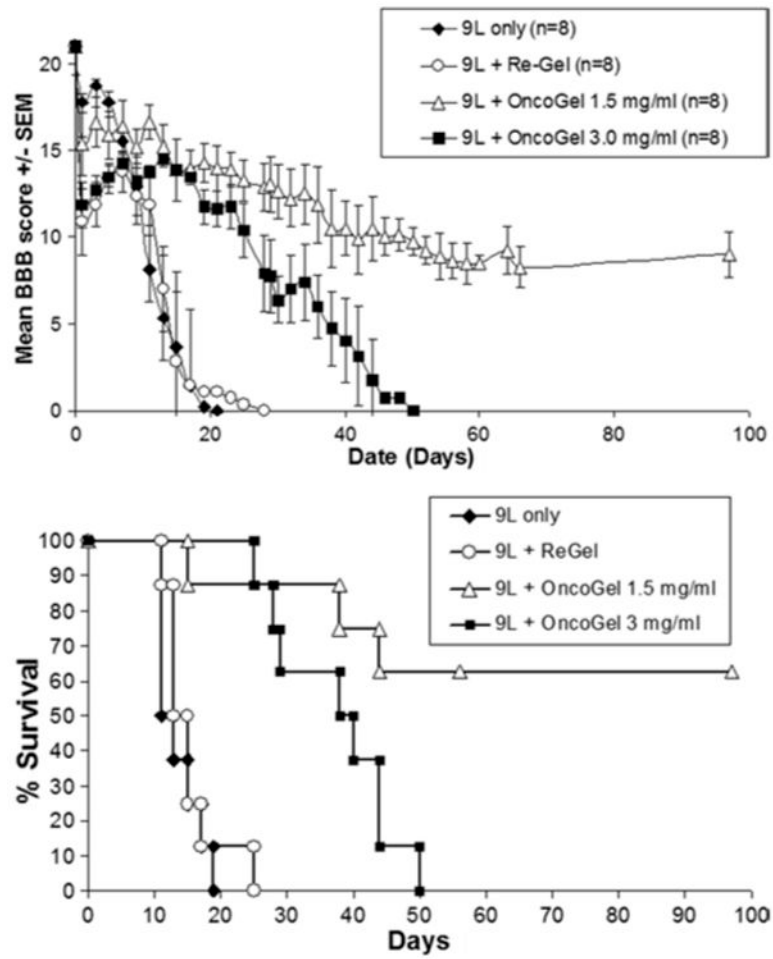 9L only (n=8)
9L + Re-Gel (n=8)
9L + OncoGel 1.5 mg/ml (n=8)
9L + OncoGel 3.0 mg/ml (n=8)
Mean BBB score +/- SEM
20
15
10
5
0
0 20 40 60 80 100
Date (Days)
9L only
9L + ReGel
9L + OncoGel 1.5 mg/ml
9L + OncoGel 3 mg/ml
% Survival
100
90
80
70
60
50
40
30
20
10
0
0 10 20 30 40 50 60 70 80 90 100
Days